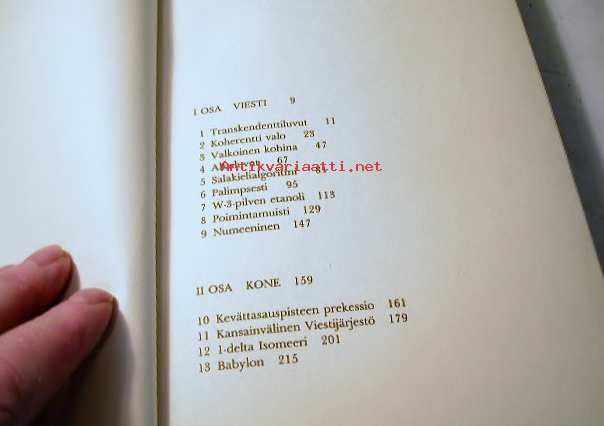 I OSA VIESTI 9
1 Transkendenttiluvut 11
2 Koherentti valo 23
3 Valkoinen kohina 47
4 67
Antikvariaatti.net
5 Salakielialgoritmi 81
6 Palimpsesti 95
7 W-3-pilven etanoli 113
8 Poimintamuisti 129
9 Numeeninen 147
II OSA KONE 159
10 Kevättasauspisteen prekessio 161
11 Kansainvälinen Viestijärjestö 179
12 1-delta Isomeeri 201
13 Babylon 215